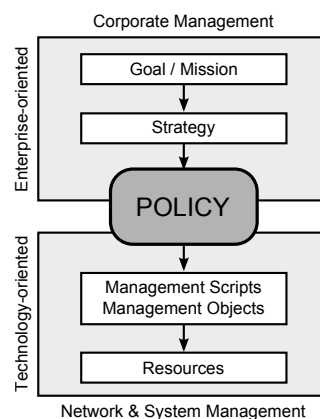 Corporate Management
Enterprise-oriented
Goal / Mission
Strategy
POLICY
Technology-oriented
Management Scripts
Management Objects
Resources
Network & System Management